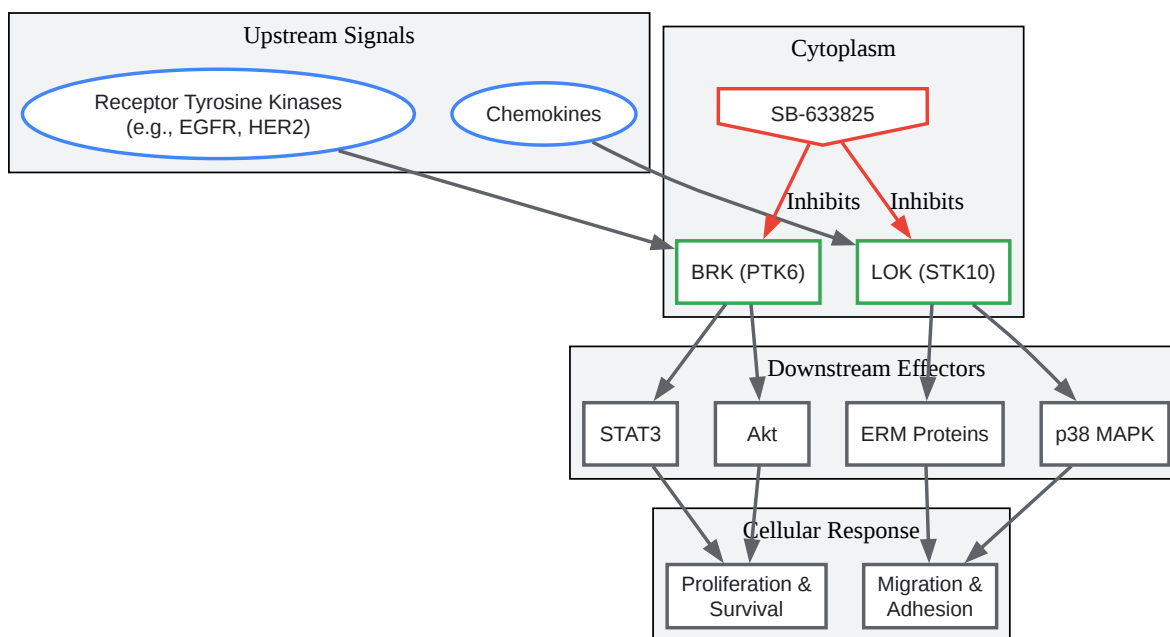 Upstream Signals
Cytoplasm
Receptor Tyrosine Kinases
(e.g., EGFR, HER2)
Chemokines
SB-633825
Inhibits
Inhibits
BRK (PTK6)
LOK (STK10)
Downstream Effectors
STAT3
Akt
ERM Proteins
p38 MAPK
Cellular Response
Proliferation &
Survival
Migration &
Adhesion